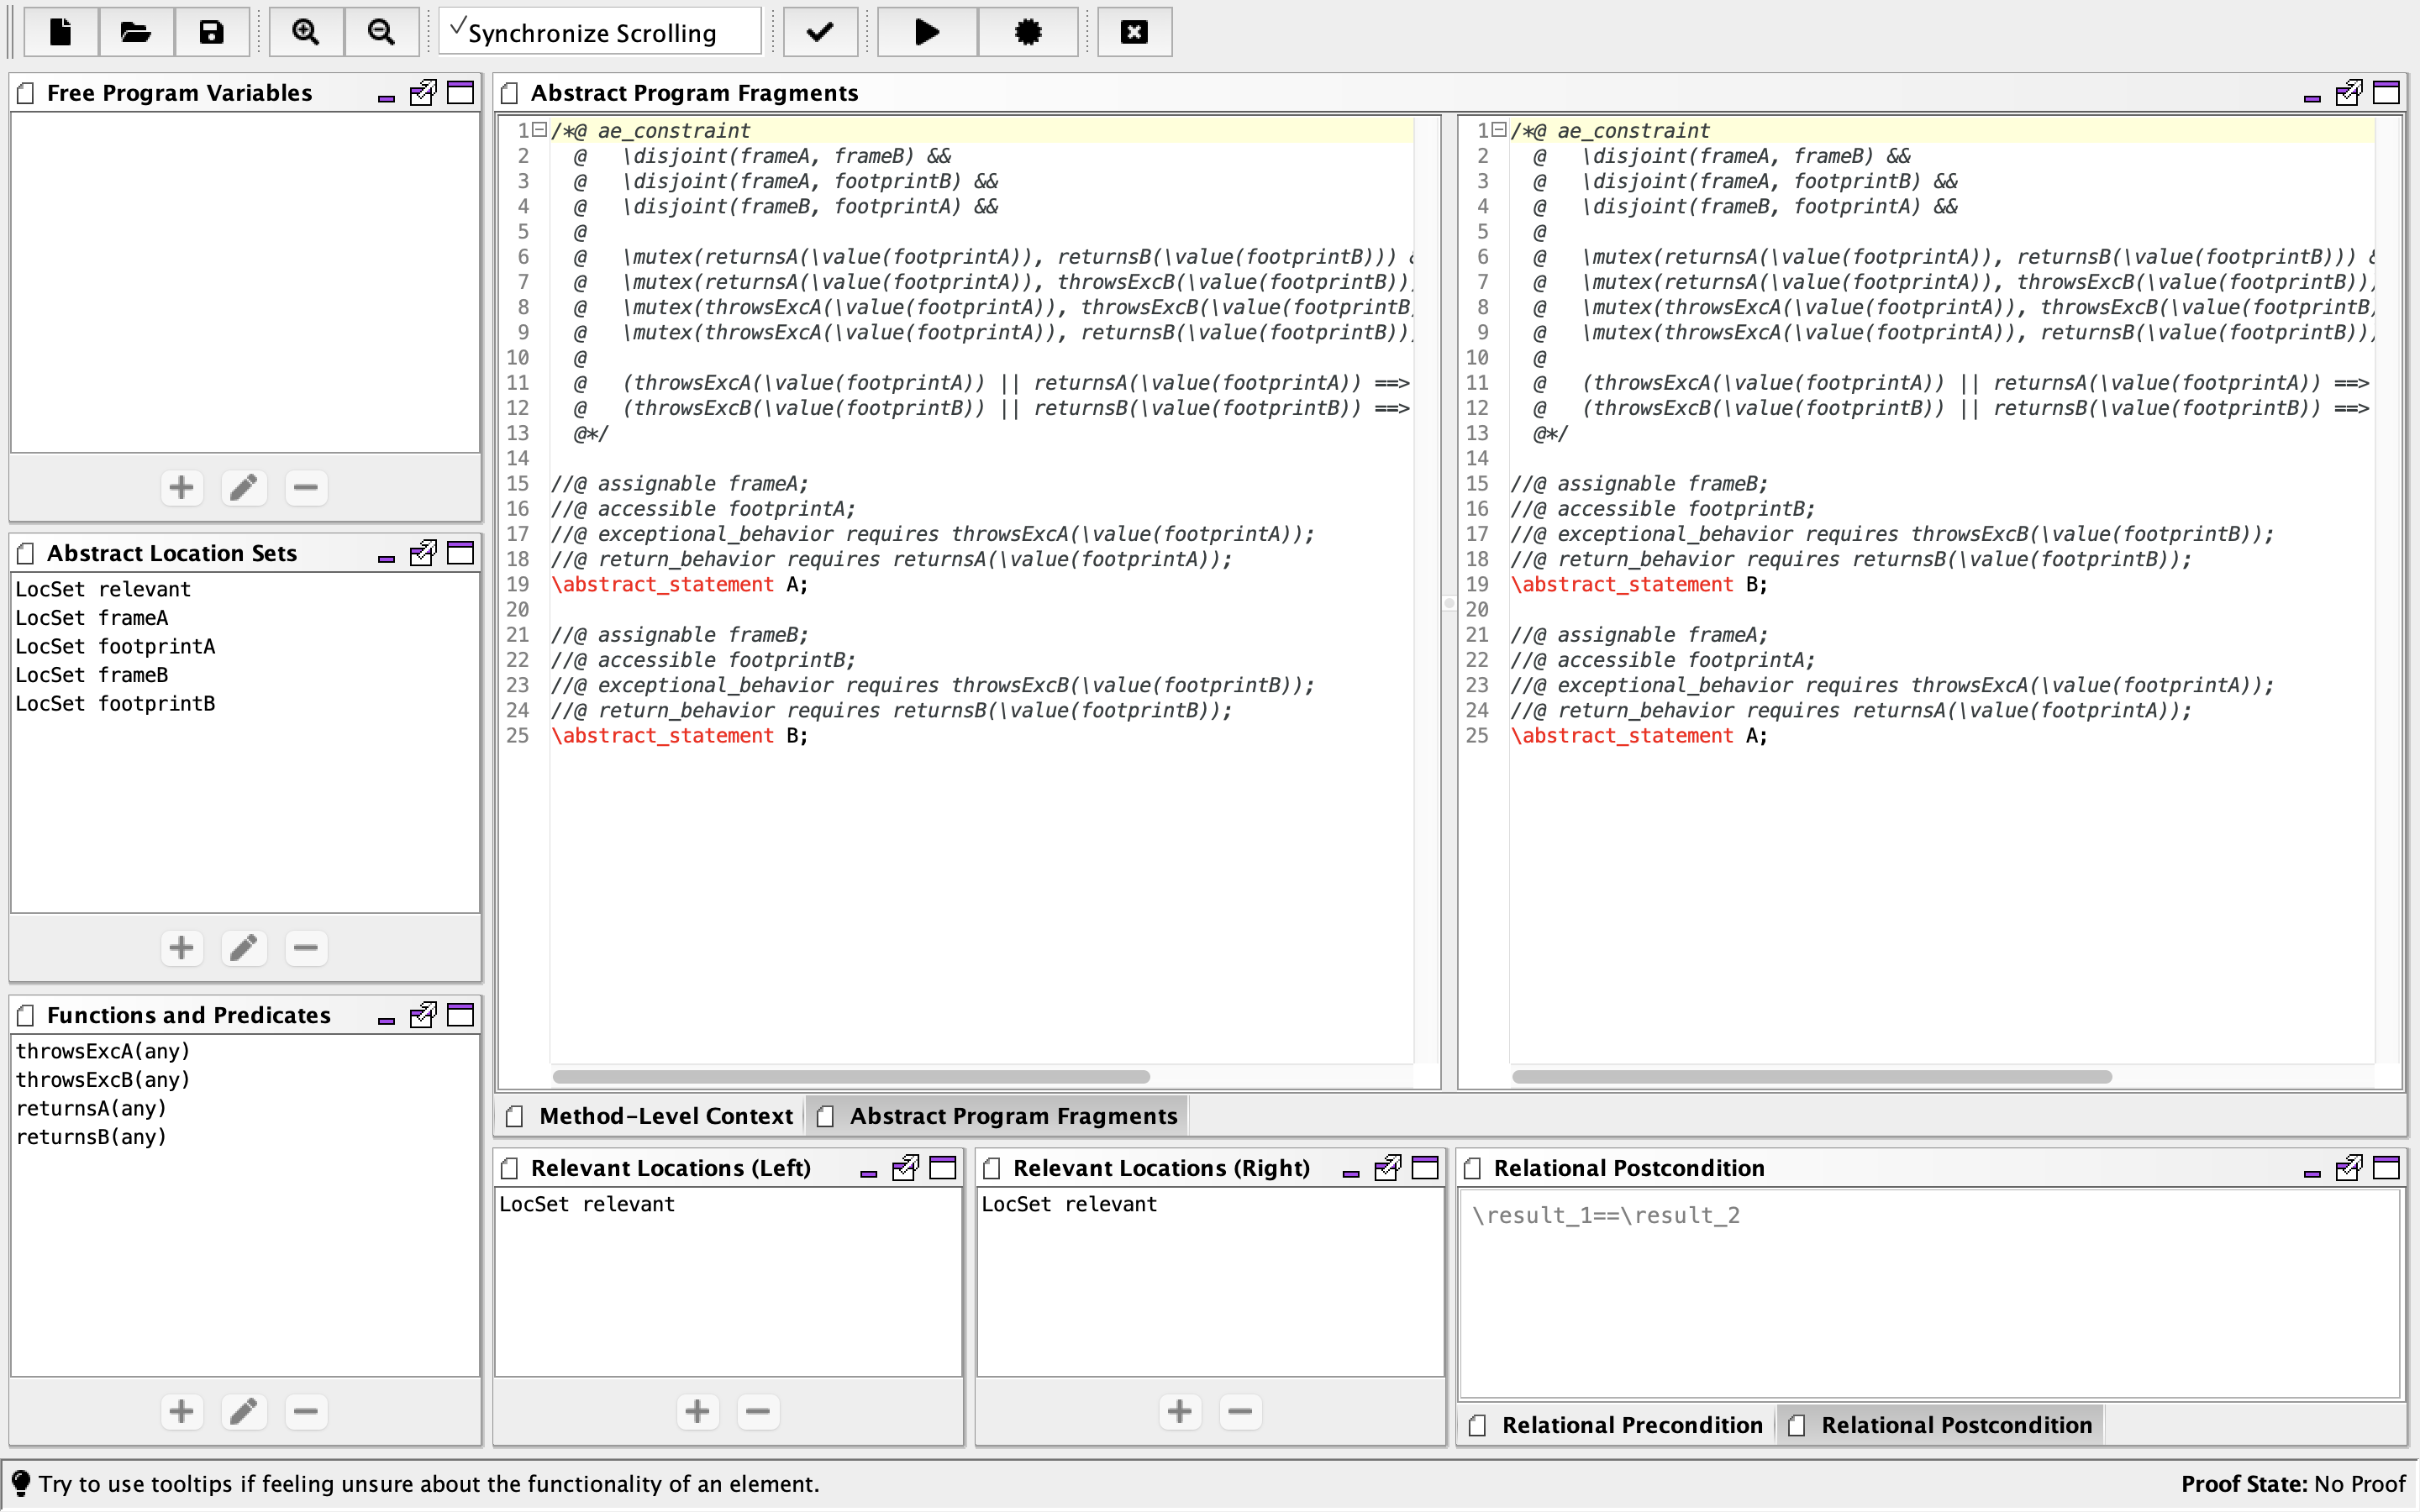 Synchronize Scrolling
Free Program Variables
Abstract Location Sets
LocSet relevant
LocSet frameA
LocSet footprintA
LocSet frameB
LocSet footprintB
Functions and Predicates
throwsExcA(any)
throwsExcB(any)
returnsA(any)
returnsB(any)
Abstract Program Fragments
1 /*@ ae_constraint
2 @ \disjoint(frameA, frameB) &&
3 @ \disjoint(frameA, footprintB) &&
4 @ \disjoint(frameB, footprintA) &&
5 @
6 @ \mutex(returnsA(\value(footprintA)), returnsB(\value(footprintB)))
7 @ \mutex(returnsA(\value(footprintA)), throwsExcB(\value(footprintB))
8 @ \mutex(throwsExcA(\value(footprintA)), throwsExcB(\value(footprintB
9 @ \mutex(throwsExcA(\value(footprintA)), returnsB(\value(footprintB))
10 @
11 @ (throwsExcA(\value(footprintA)) || returnsA(\value(footprintA)) ==>
12 @ (throwsExcB(\value(footprintB)) || returnsB(\value(footprintB)) ==>
13 @*/
14
15 //@ assignable frameA;
16 //@ accessible footprintA;
17 //@ exceptional_behavior requires throwsExcA(\value(footprintA));
18 //@ return_behavior requires returnsA(\value(footprintA));
19 \abstract_statement A;
20
21 //@ assignable frameB;
22 //@ accessible footprintB;
23 //@ exceptional_behavior requires throwsExcB(\value(footprintB));
24 //@ return_behavior requires returnsB(\value(footprintB));
25 \abstract_statement B;
1 /*@ ae_constraint
2 @ \disjoint(frameA, frameB) &&
3 @ \disjoint(frameA, footprintB) &&
4 @ \disjoint(frameB, footprintA) &&
5 @
6 @ \mutex(returnsA(\value(footprintA)), returnsB(\value(footprintB)))
7 @ \mutex(returnsA(\value(footprintA)), throwsExcB(\value(footprintB))
8 @ \mutex(throwsExcA(\value(footprintA)), throwsExcB(\value(footprintB
9 @ \mutex(throwsExcA(\value(footprintA)), returnsB(\value(footprintB))
10 @
11 @ (throwsExcA(\value(footprintA)) || returnsA(\value(footprintA)) ==>
12 @ (throwsExcB(\value(footprintB)) || returnsB(\value(footprintB)) ==>
13 @*/
14
15 //@ assignable frameB;
16 //@ accessible footprintB;
17 //@ exceptional_behavior requires throwsExcB(\value(footprintB));
18 //@ return_behavior requires returnsB(\value(footprintB));
19 \abstract_statement B;
20
21 //@ assignable frameA;
22 //@ accessible footprintA;
23 //@ exceptional_behavior requires throwsExcA(\value(footprintA));
24 //@ return_behavior requires returnsA(\value(footprintA));
25 \abstract_statement A;
Method-Level Context
Abstract Program Fragments
Relevant Locations (Left)
LocSet relevant
Relevant Locations (Right)
LocSet relevant
Relational Postcondition
\result_1==\result_2
Relational Precondition
Relational Postcondition
Try to use tooltips if feeling unsure about the functionality of an element.
Proof State: No Proof